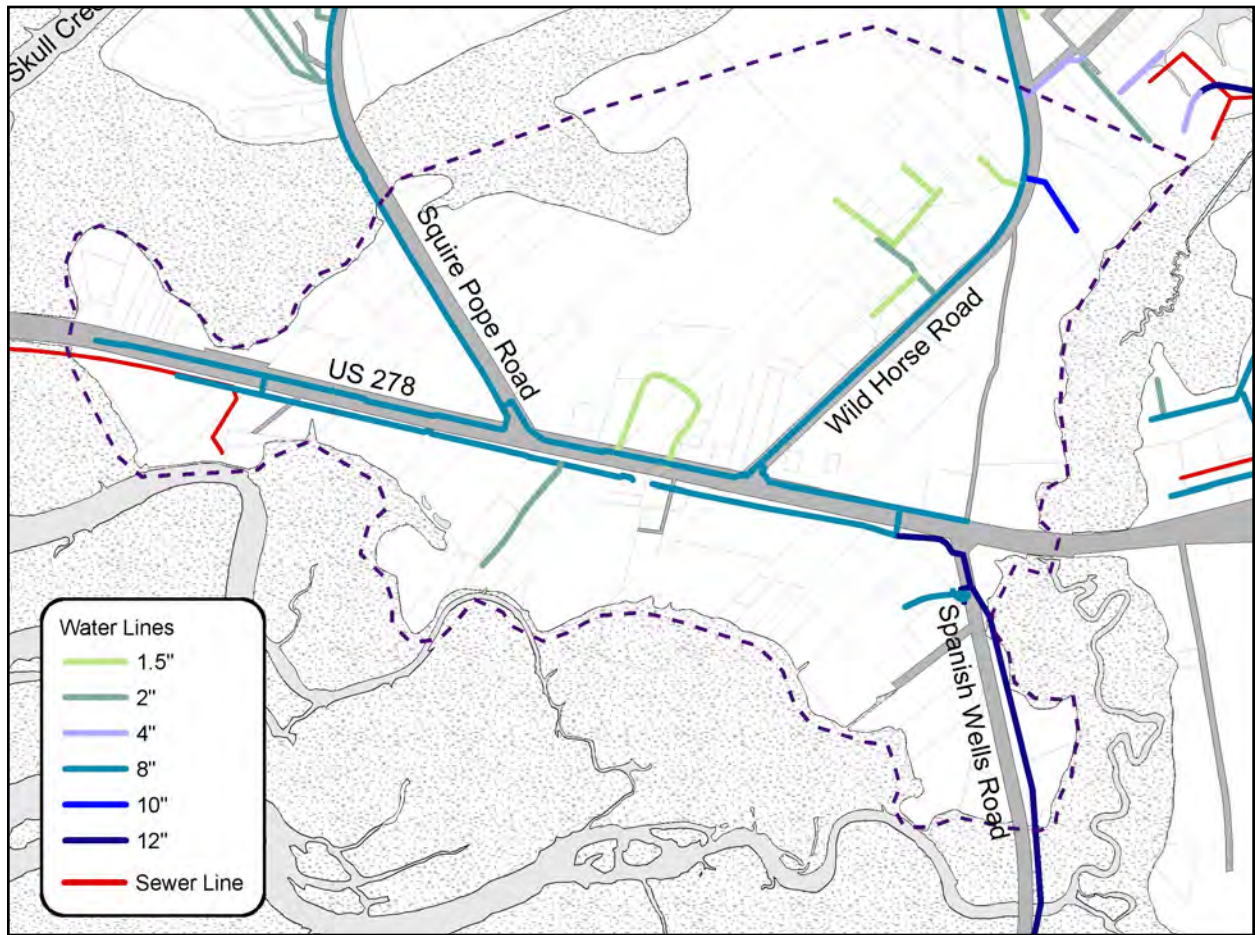 Skull Cree
Squire Pope Road
US 278
Wild Horse Road
Spanish Wells Road
Water Lines
1.5"
2"
4"
8"
10"
12"
Sewer Line